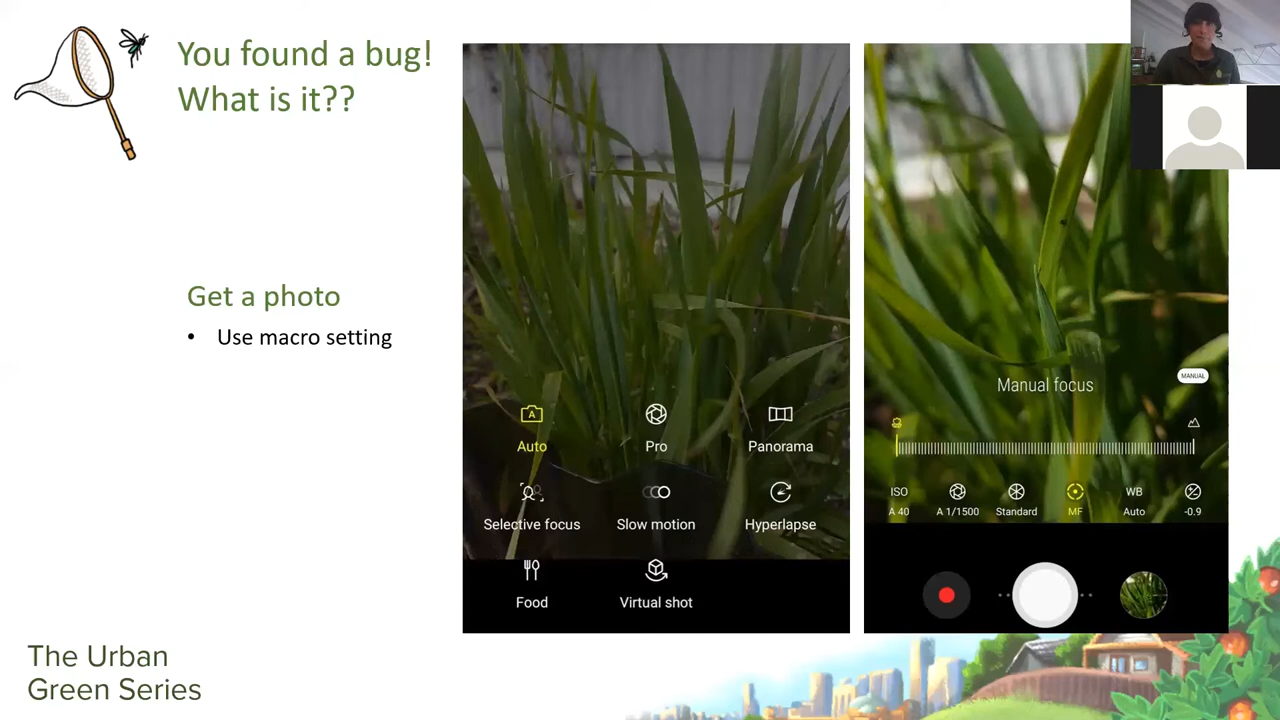 You found a bug!
What is it??
Get a photo
• Use macro setting
A
Auto
Pro
Panorama
Selective focus
Slow motion
Hyperlapse
Food
Virtual shot
Manual focus
MANUAL
ISO
WB
A 40
A 1/1500
Standard
MF
Auto
-0.9
The Urban
Green Series